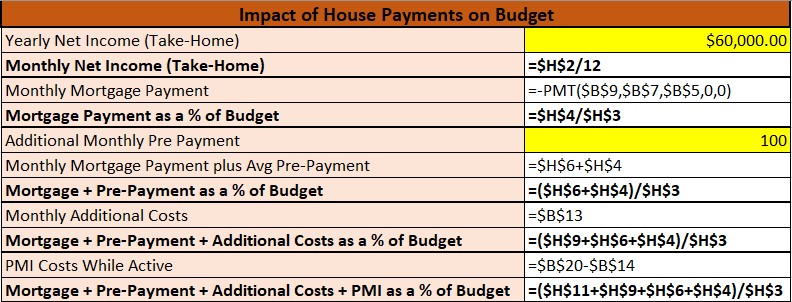 Impact of House Payments on Budget
Yearly Net Income (Take-Home) $60,000.00
Monthly Net Income (Take-Home) =$H$2/12
Monthly Mortgage Payment =-PMT($B$9,$B$7,$B$5,0,0)
Mortgage Payment as a % of Budget =$H$4/$H$3
Additional Monthly Pre Payment 100
Monthly Mortgage Payment plus Avg Pre-Payment =$H$6+$H$4
Mortgage + Pre-Payment as a % of Budget =($H$6+$H$4)/$H$3
Monthly Additional Costs =$B$13
Mortgage + Pre-Payment + Additional Costs as a % of Budget =($H$9+$H$6+$H$4)/$H$3
PMI Costs While Active =$B$20-$B$14
Mortgage + Pre-Payment + Additional Costs + PMI as a % of Budget =($H$11+$H$9+$H$6+$H$4)/$H$3